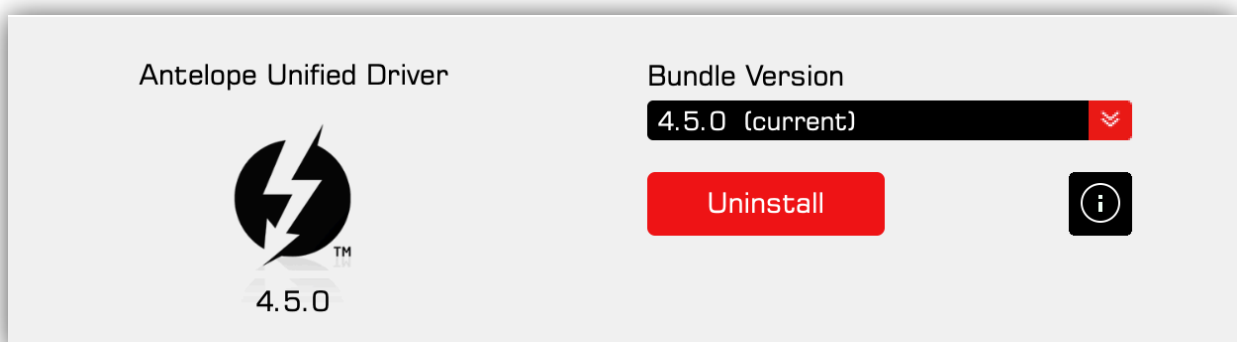 Antelope Unified Driver
TM
4.5.0
Bundle Version
4.5.0 (current)
Uninstall
i